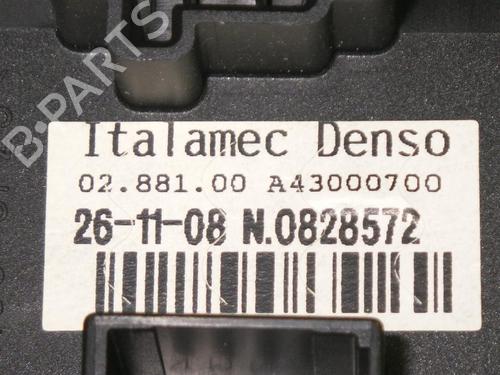 B-PARTS
Italamec Denso
02.881.00 A43000700
26-11-08 N.0828572